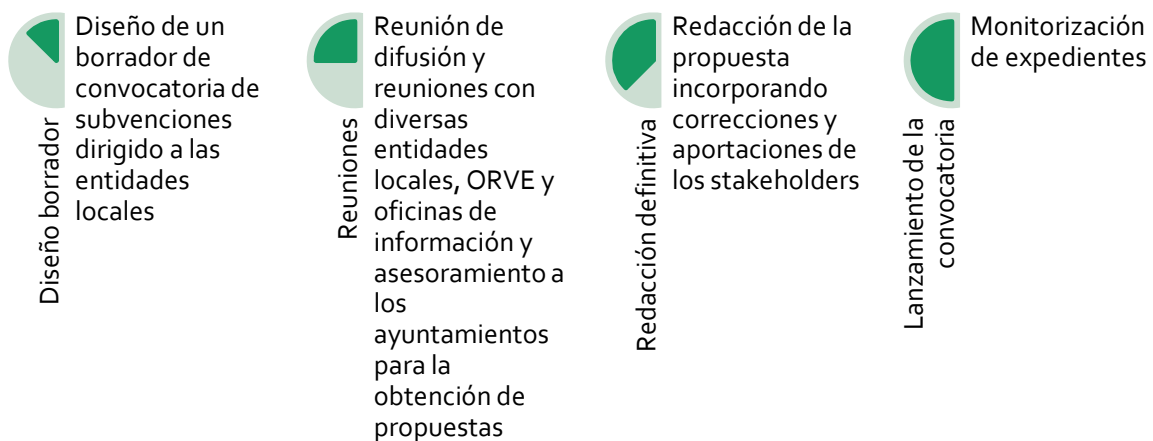 Diseño borrador
Diseño de un
borrador de
convocatoria de
subvenciones
dirigido a las
entidades
locales
Reuniones
Reunión de
difusión y
reuniones con
diversas
entidades
locales, ORVE y
oficinas de
información y
asesoramiento a
los
ayuntamientos
para la
obtención de
propuestas
Redacción definitiva
Redacción de la
propuesta
incorporando
correcciones y
aportaciones de
los stakeholders
Lanzamiento de la
convocatoria
Monitorización
de expedientes